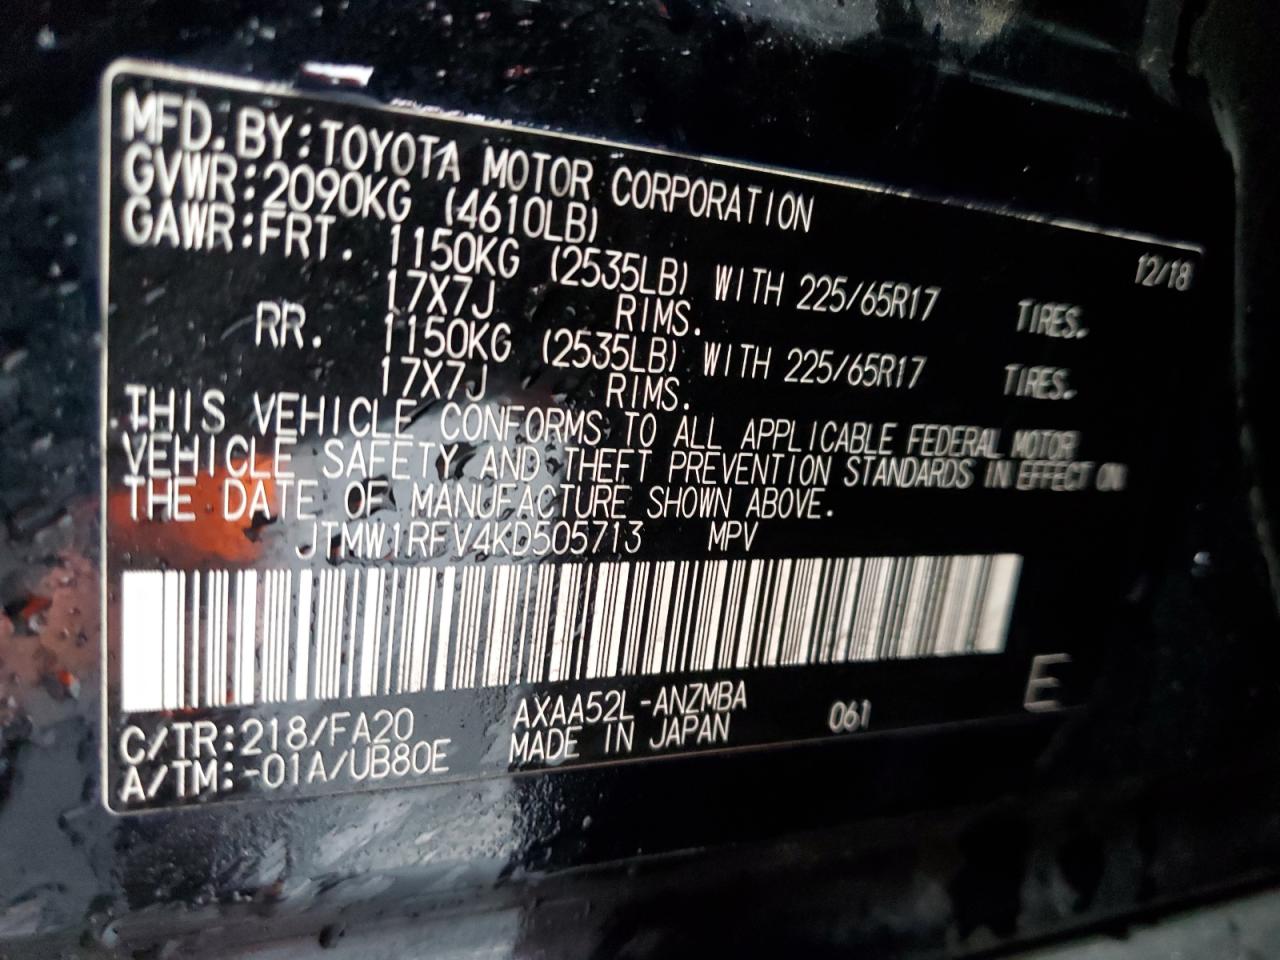 MFD. BY: TOYOTA MOTOR CORPORATION 12/18
GVWR: 2090KG (4610LB)
GAWR: FRT. 1150KG (2535LB) WITH 225/65R17 TIRES.
17X7J RIMS.
RR. 1150KG (2535LB) WITH 225/65R17 TIRES.
17X7J RIMS.
THIS VEHICLE CONFORMS TO ALL APPLICABLE FEDERAL MOTOR
VEHICLE SAFETY AND THEFT PREVENTION STANDARDS IN EFFECT ON
THE DATE OF MANUFACTURE SHOWN ABOVE.
JTMW1RFV4KD505713 MPV
C/TR: 218/FA20 AXAA52L-ANZMBA 061 E
A/TM: -01A/UB80E MADE IN JAPAN